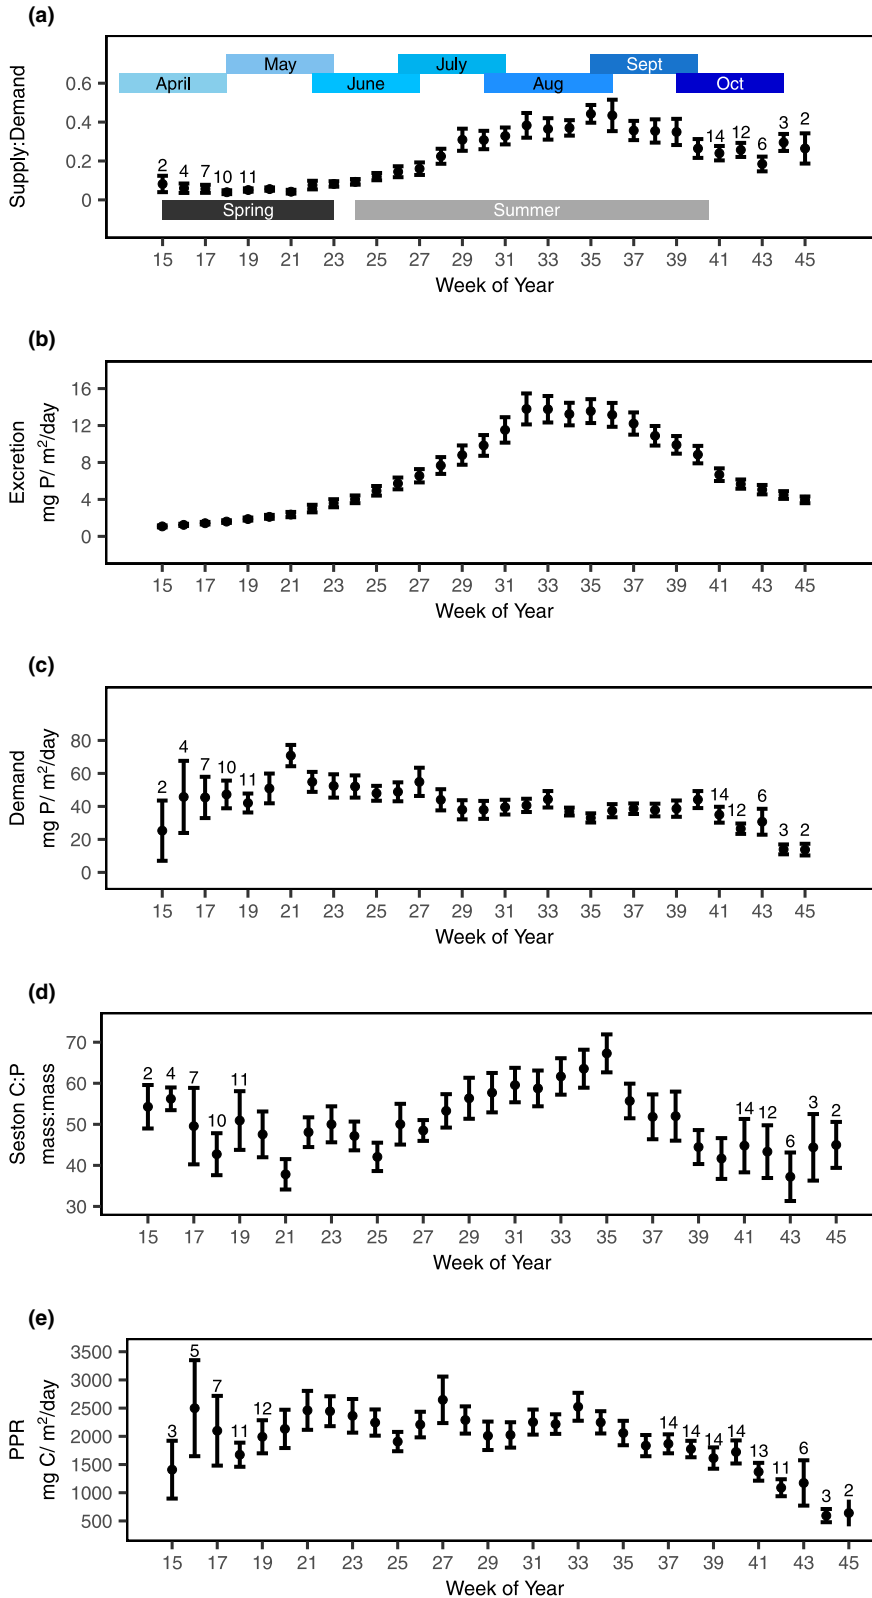 (a)
Supply:Demand
0.6
0.4
0.2
0
May
July
Sept
April
June
Aug
Oct
2
4
7
10
11
14
12
6
3
2
Spring
Summer
15 17 19 21 23 25 27 29 31 33 35 37 39 41 43 45
Week of Year
(b)
Excretion
mg P/ m²/day
16
12
8
4
0
15 17 19 21 23 25 27 29 31 33 35 37 39 41 43 45
Week of Year
(c)
Demand
mg P/ m²/day
80
60
40
20
0
2
4
7
10
11
14
12
6
3
2
15 17 19 21 23 25 27 29 31 33 35 37 39 41 43 45
Week of Year
(d)
Seston C:P
mass:mass
70
60
50
40
30
2
4
7
10
11
14
12
6
3
2
15 17 19 21 23 25 27 29 31 33 35 37 39 41 43 45
Week of Year
(e)
PPR
mg C/ m²/day
3500
3000
2500
2000
1500
1000
500
3
5
7
11
12
14
14
14
14
13
11
6
3
2
15 17 19 21 23 25 27 29 31 33 35 37 39 41 43 45
Week of Year